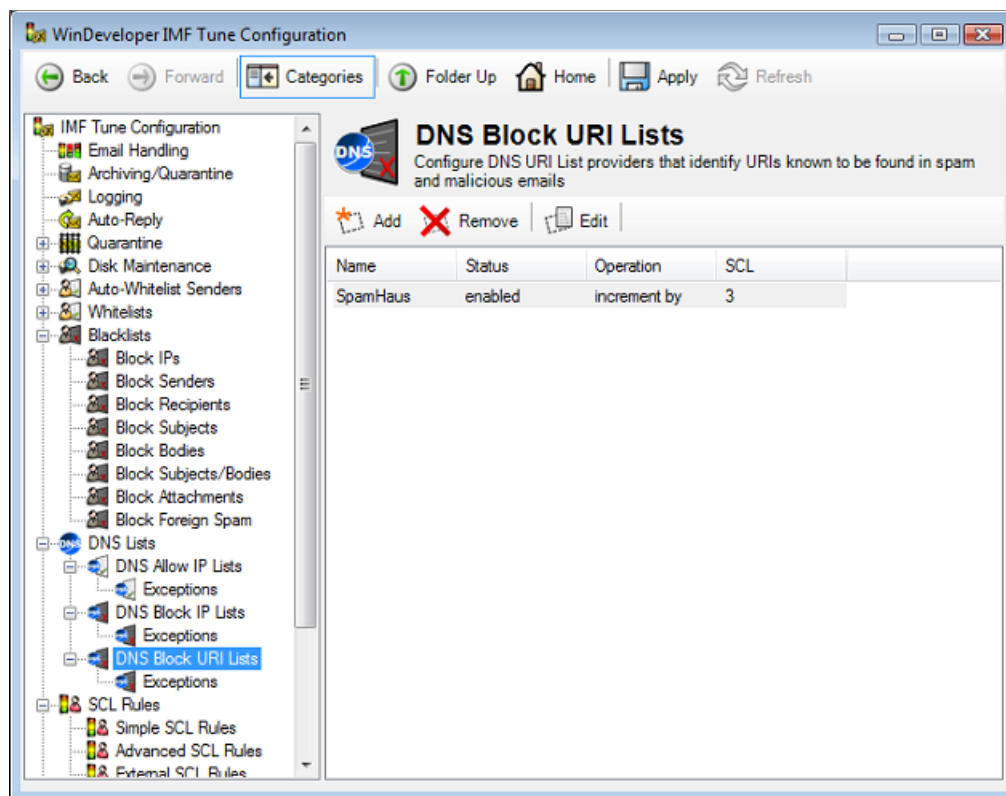 WinDeveloper IMF Tune Configuration
Back Forward Categories Folder Up Home Apply Refresh
IMF Tune Configuration
Email Handling
Archiving/Quarantine
Logging
Auto-Reply
Quarantine
Disk Maintenance
Auto-Whitelist Senders
Whitelists
Blacklists
Block IPs
Block Senders
Block Recipients
Block Subjects
Block Bodies
Block Subjects/Bodies
Block Attachments
Block Foreign Spam
DNS Lists
DNS Allow IP Lists
Exceptions
DNS Block IP Lists
Exceptions
DNS Block URI Lists
Exceptions
SCL Rules
Simple SCL Rules
Advanced SCL Rules
External SCL Rules
DNS
DNS Block URI Lists
Configure DNS URI List providers that identify URIs known to be found in spam
and malicious emails
Add Remove Edit
Name Status Operation SCL
SpamHaus enabled increment by 3